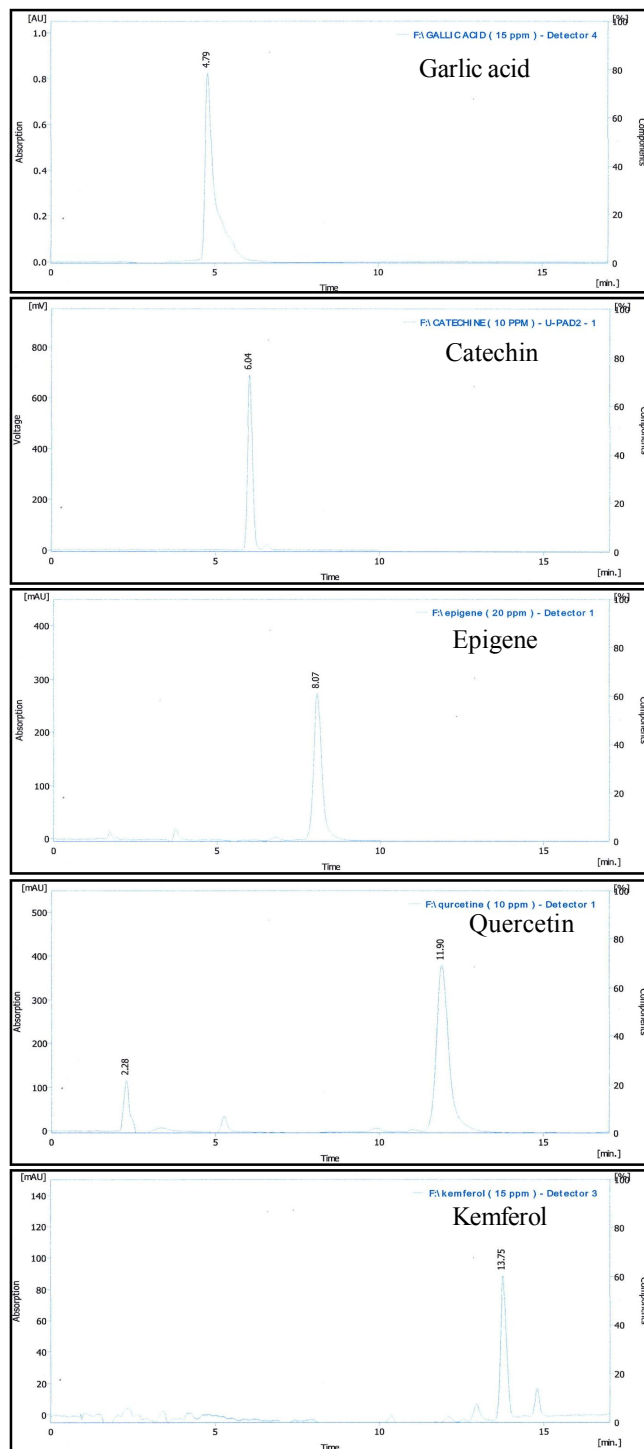 [AU]
[%]
F:\GALLIC ACID ( 15 ppm ) - Detector 4
Garlic acid
4.79
1.0
0.8
0.6
0.4
0.2
0.0
100
80
60
40
20
0
Absorption
Components
0 5 10 15
Time
[min.]
[mV]
[%]
F:\CATECHINE ( 10 PPM ) - U-PAD2 - 1
Catechin
6.04
800
600
400
200
0
100
80
60
40
20
0
Voltage
Components
0 5 10 15
Time
[min.]
[mAU]
[%]
F:\epigene ( 20 ppm ) - Detector 1
Epigene
8.07
400
300
200
100
0
100
80
60
40
20
0
Absorption
Components
0 5 10 15
Time
[min.]
[mAU]
[%]
F:\qurcetine ( 10 ppm ) - Detector 1
Quercetin
11.90
2.28
500
400
300
200
100
0
100
80
60
40
20
0
Absorption
Components
0 5 10 15
Time
[min.]
[mAU]
[%]
F:\kemferol ( 15 ppm ) - Detector 3
Kemferol
13.75
140
120
100
80
60
40
20
0
100
80
60
40
20
0
Absorption
Components
0 5 10 15
Time
[min.]